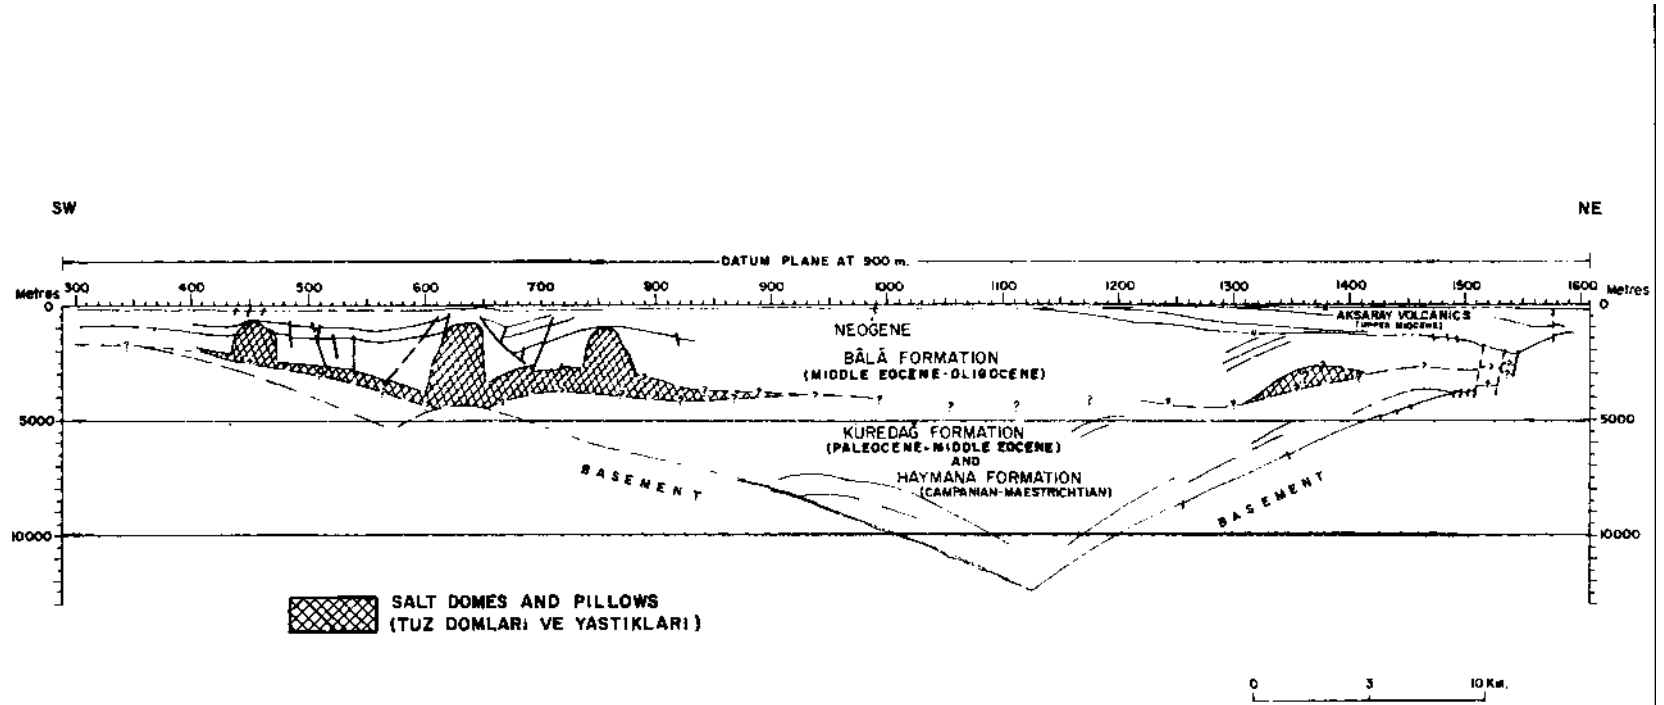 SW
NE
DATUM PLANE AT 900 m.
Metres
300 400 500 600 700 800 900 1000 1100 1200 1300 1400 1500 1600
Metres
0
0
AKSARAY VOLCANICS
(UPPER MIOCENE)
NEOGENE
BÂLÂ FORMATION
(MIDDLE EOCENE-OLIGOCENE)
5000
5000
KUREDAĞ FORMATION
(PALEOCENE-MIDDLE EOCENE)
AND
HAYMANA FORMATION
(CAMPANIAN-MAESTRICHTIAN)
BASEMENT
BASEMENT
10000
10000
SALT DOMES AND PILLOWS
(TUZ DOMLARI VE YASTIKLARI)
0 5 10 Km.